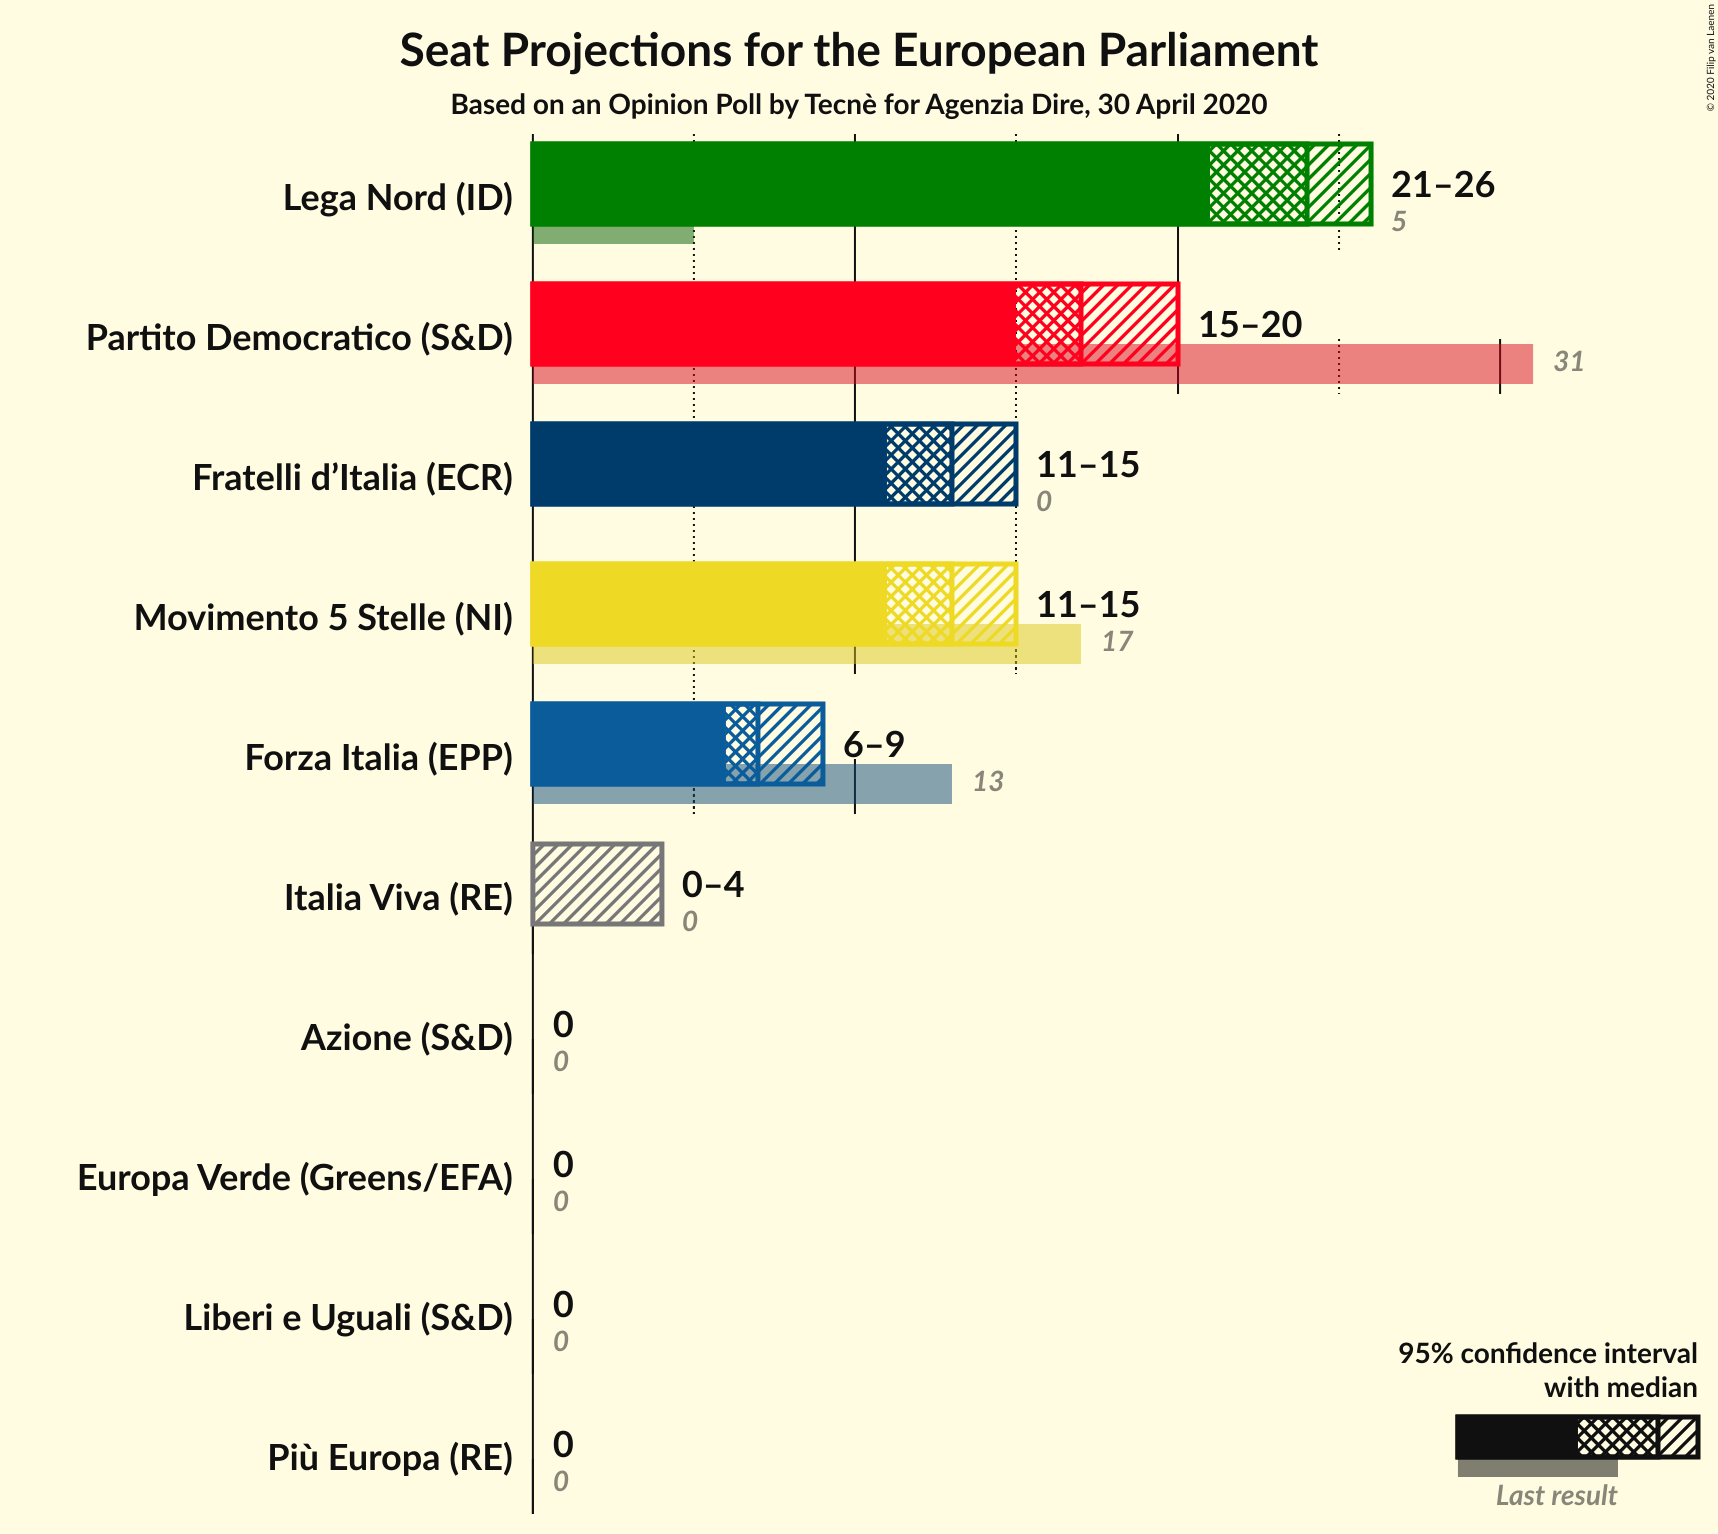 Seat Projections for the European Parliament
Based on an Opinion Poll by Tecnè for Agenzia Dire, 30 April 2020
© 2020 Filip van Laenen
Lega Nord (ID)
21–26
5
Partito Democratico (S&D)
15–20
31
Fratelli d’Italia (ECR)
11–15
0
Movimento 5 Stelle (NI)
11–15
17
Forza Italia (EPP)
6–9
13
Italia Viva (RE)
0–4
0
Azione (S&D)
0
0
Europa Verde (Greens/EFA)
0
0
Liberi e Uguali (S&D)
0
0
Più Europa (RE)
0
0
95% confidence interval
with median
Last result